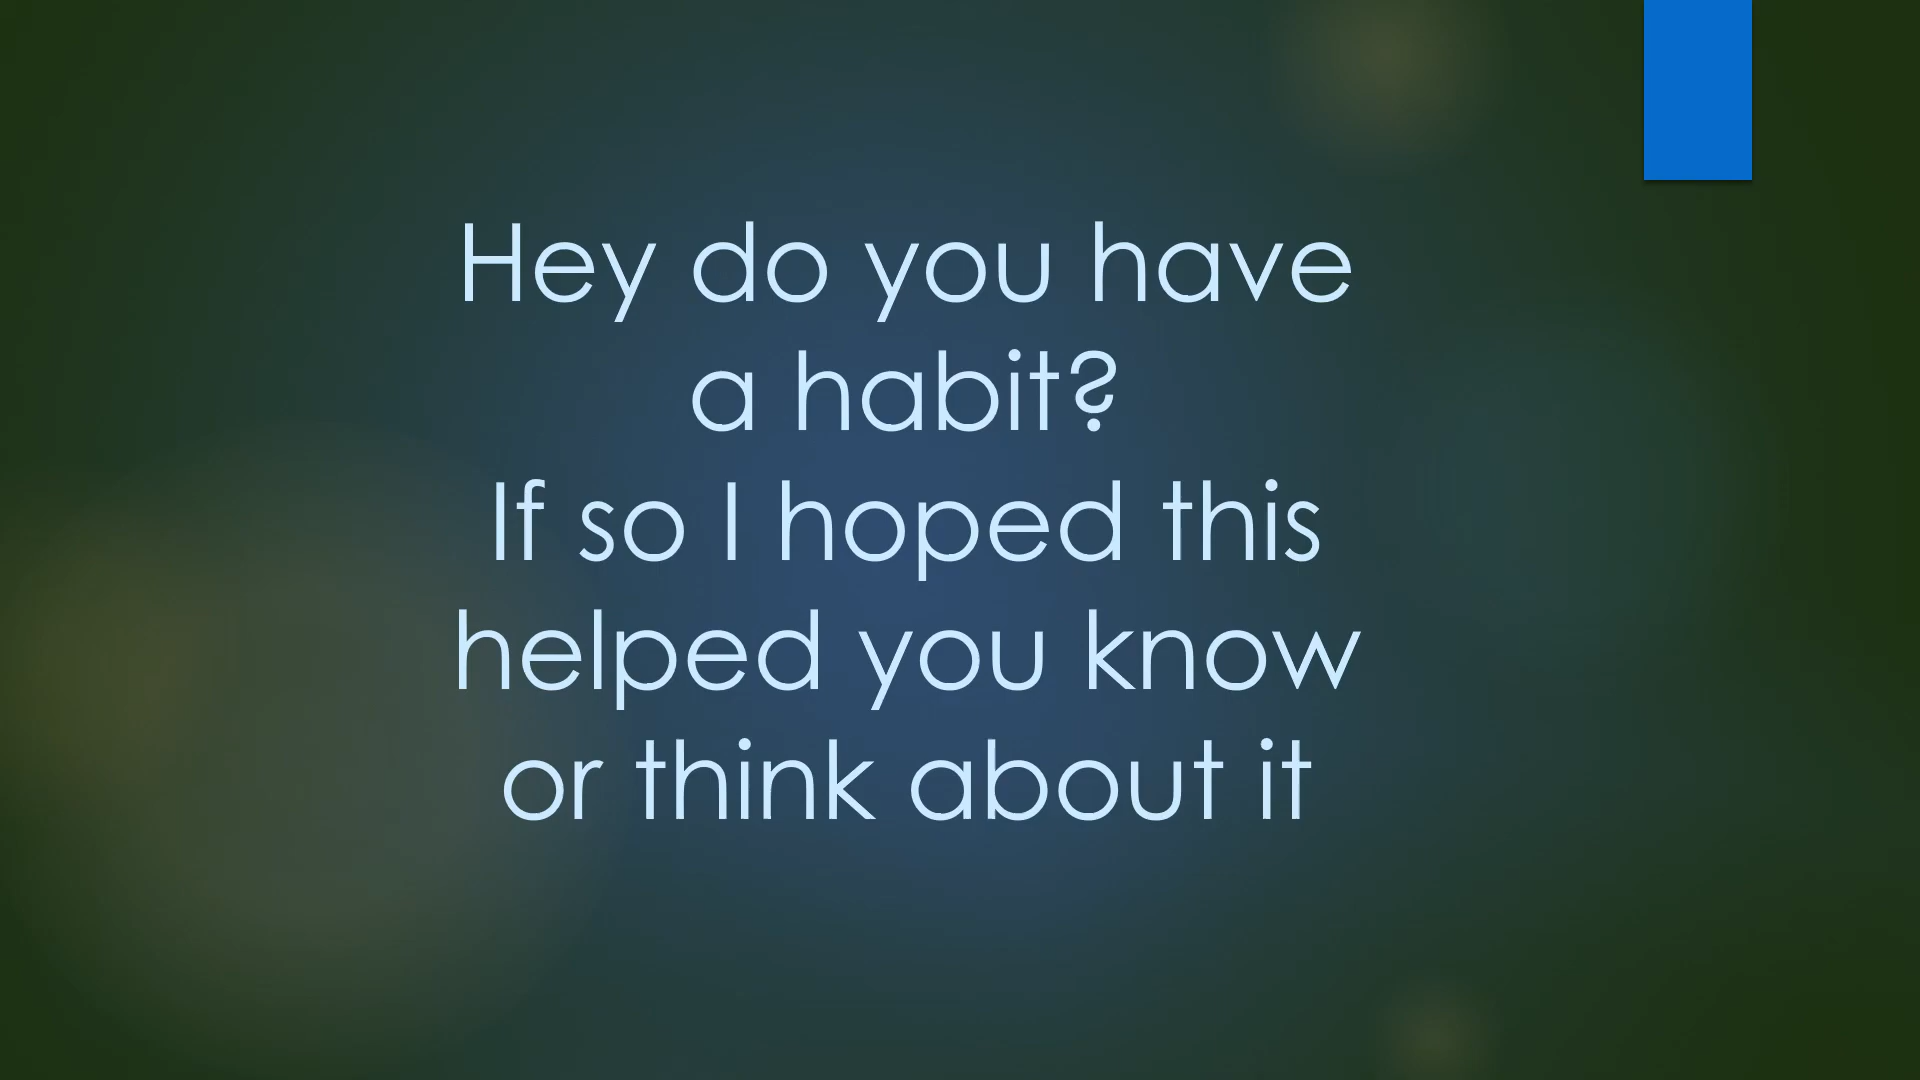 Hey do you have
a habit?
If so I hoped this
helped you know
or think about it